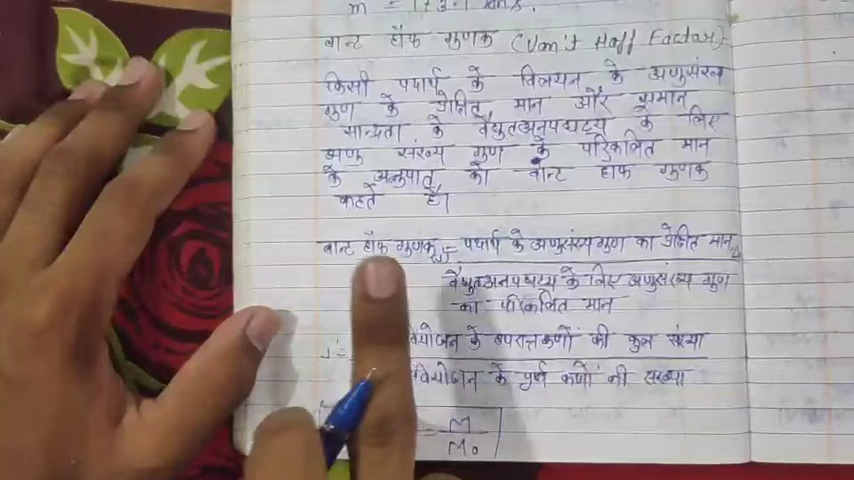 वान्ट हॉफ गुणक (Van't Hoff Factor)
किसी पदार्थ के विलयन के अणुसंख्य
गुण के प्रेक्षित मान और समान
सान्द्रता के वैधुतअनपघट्य के लिए
अणु संख्य गुण के परिकलित मान
के अनुपात को वान्ट हाफ गुणक
कहते है।
वान्ट हॉफ गुणक = पदार्थ के अणुसंख्य गुण का प्रेक्षित मान
वैधुतअनपघट्य के लिए अणुसंख्य गुण
का परिकलित मान
वियोजन के उपरान्त कणों की कुल संख्या
i =
वियोजन के पूर्ण कणों की संख्या
= M
M₀